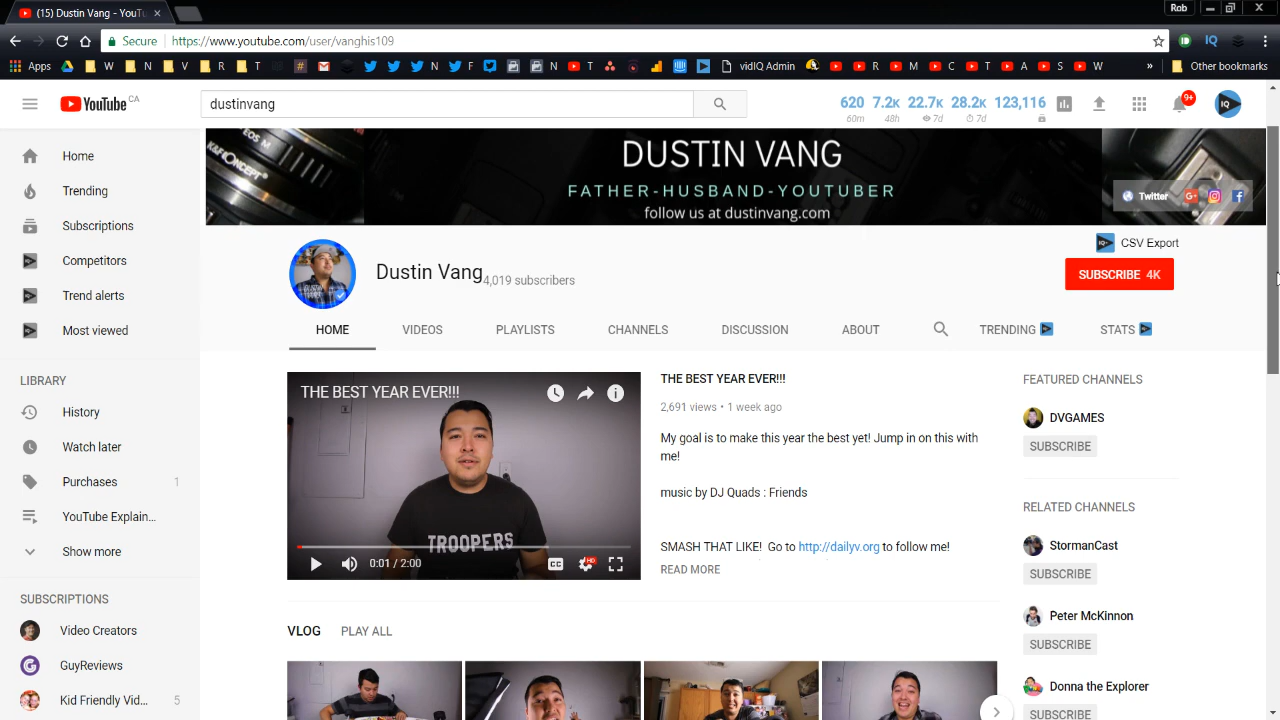 (15) Dustin Vang - YouTu
Rob
Secure https://www.youtube.com/user/vanghis109
Apps W N V R T N F N T vidIQ Admin R M C T A S W » Other bookmarks
YouTube CA
dustinvang
620 7.2K 22.7K 28.2K 123,116
60m 48h 7d 7d
9+
IQ
Home
Trending
Subscriptions
Competitors
Trend alerts
Most viewed
LIBRARY
History
Watch later
Purchases 1
YouTube Explain...
Show more
SUBSCRIPTIONS
Video Creators
GuyReviews
Kid Friendly Vid... 5
K&F CONCEPT
DUSTIN VANG
FATHER-HUSBAND-YOUTUBER
follow us at dustinvang.com
Twitter
CSV Export
Dustin Vang 4,019 subscribers
SUBSCRIBE 4K
HOME VIDEOS PLAYLISTS CHANNELS DISCUSSION ABOUT TRENDING STATS
THE BEST YEAR EVER!!!
TROOPERS
0:01 / 2:00
CC HD
THE BEST YEAR EVER!!!
2,691 views • 1 week ago
My goal is to make this year the best yet! Jump in on this with
me!
music by DJ Quads : Friends
SMASH THAT LIKE! Go to http://dailyv.org to follow me!
READ MORE
VLOG PLAY ALL
FEATURED CHANNELS
DVGAMES
SUBSCRIBE
RELATED CHANNELS
StormanCast
SUBSCRIBE
Peter McKinnon
SUBSCRIBE
Donna the Explorer
SUBSCRIBE